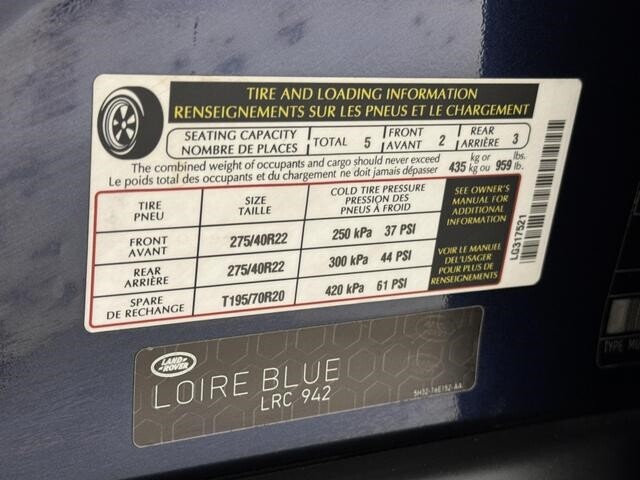 TIRE AND LOADING INFORMATION
RENSEIGNEMENTS SUR LES PNEUS ET LE CHARGEMENT
SEATING CAPACITY
NOMBRE DE PLACES
TOTAL 5
FRONT
AVANT 2
REAR
ARRIÈRE 3
The combined weight of occupants and cargo should never exceed
Le poids total des occupants et du chargement ne doit jamais dépasser
435 kg or
kg ou 959 lbs.
lb.
TIRE
PNEU
SIZE
TAILLE
COLD TIRE PRESSURE
PRESSION DES
PNEUS À FROID
FRONT
AVANT
275/40R22
250 kPa 37 PSI
REAR
ARRIÈRE
275/40R22
300 kPa 44 PSI
SPARE
DE RECHANGE
T195/70R20
420 kPa 61 PSI
SEE OWNER'S
MANUAL FOR
ADDITIONAL
INFORMATION
VOIR LE MANUEL
DE L'USAGER
POUR PLUS DE
RENSEIGNEMENTS
LG317521
LAND-
ROVER
LOIRE BLUE
LRC 942
5H32-16E152-AA
TYPE